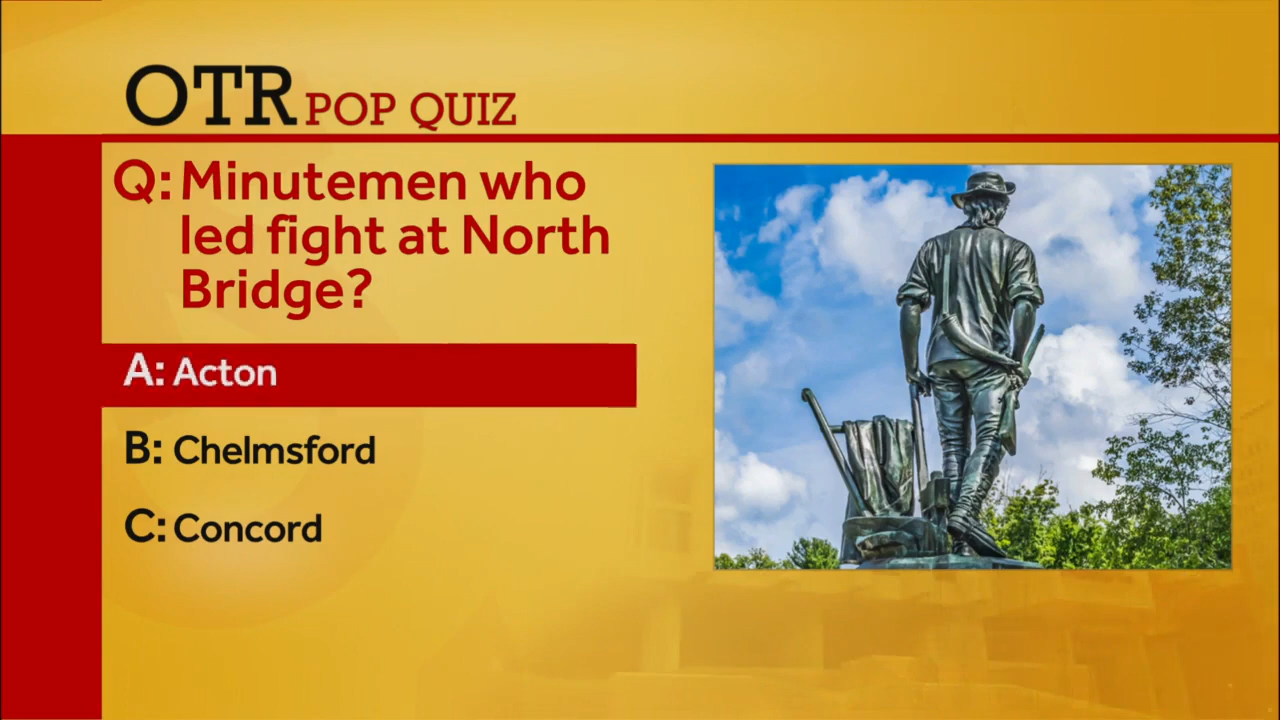 OTR POP QUIZ
Q: Minutemen who
led fight at North
Bridge?
A: Acton
B: Chelmsford
C: Concord